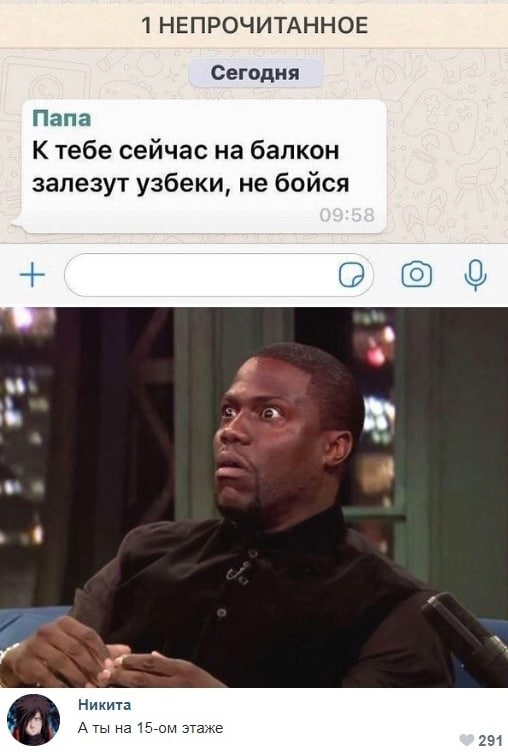 1 НЕПРОЧИТАННОЕ
Сегодня
Папа
К тебе сейчас на балкон
залезут узбеки, не бойся
09:58
Никита
А ты на 15-ом этаже
291